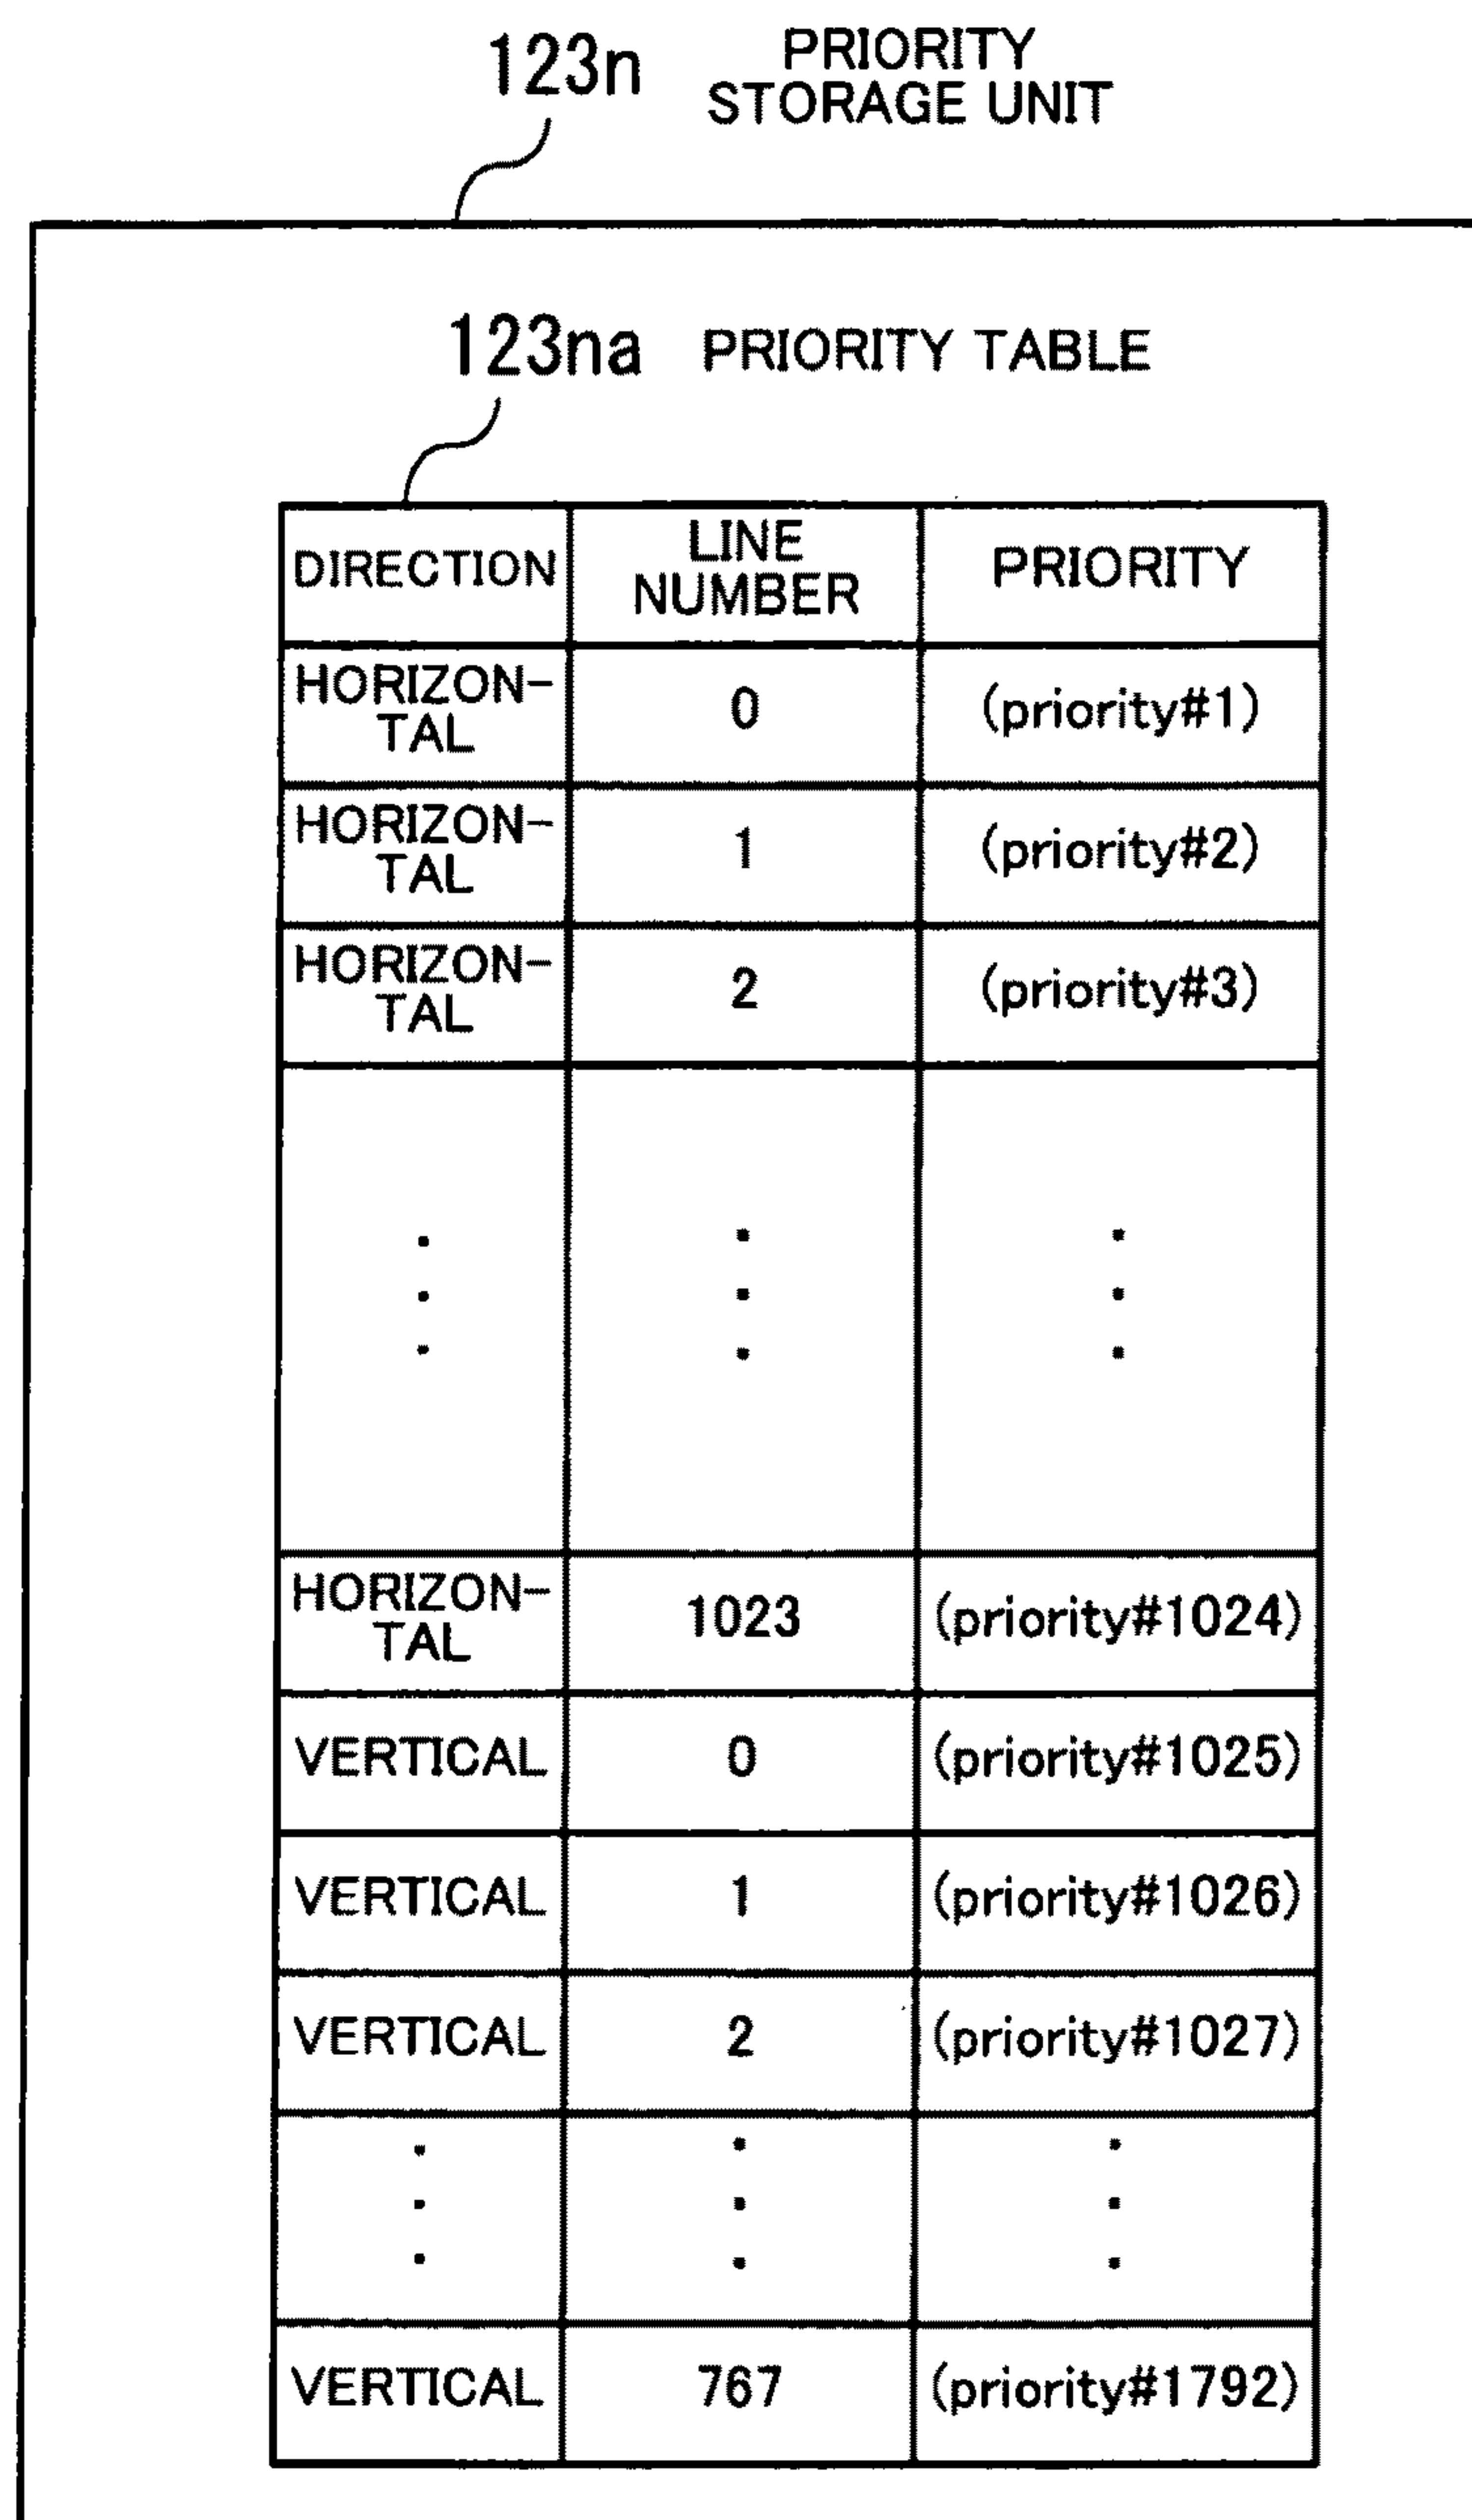 123n PRIORITY
STORAGE UNIT
123na PRIORITY TABLE
DIRECTION LINE NUMBER PRIORITY
HORIZON-
TAL 0 (priority#1)
HORIZON-
TAL 1 (priority#2)
HORIZON-
TAL 2 (priority#3)
HORIZON-
TAL 1023 (priority#1024)
VERTICAL 0 (priority#1025)
VERTICAL 1 (priority#1026)
VERTICAL 2 (priority#1027)
VERTICAL 767 (priority#1792)